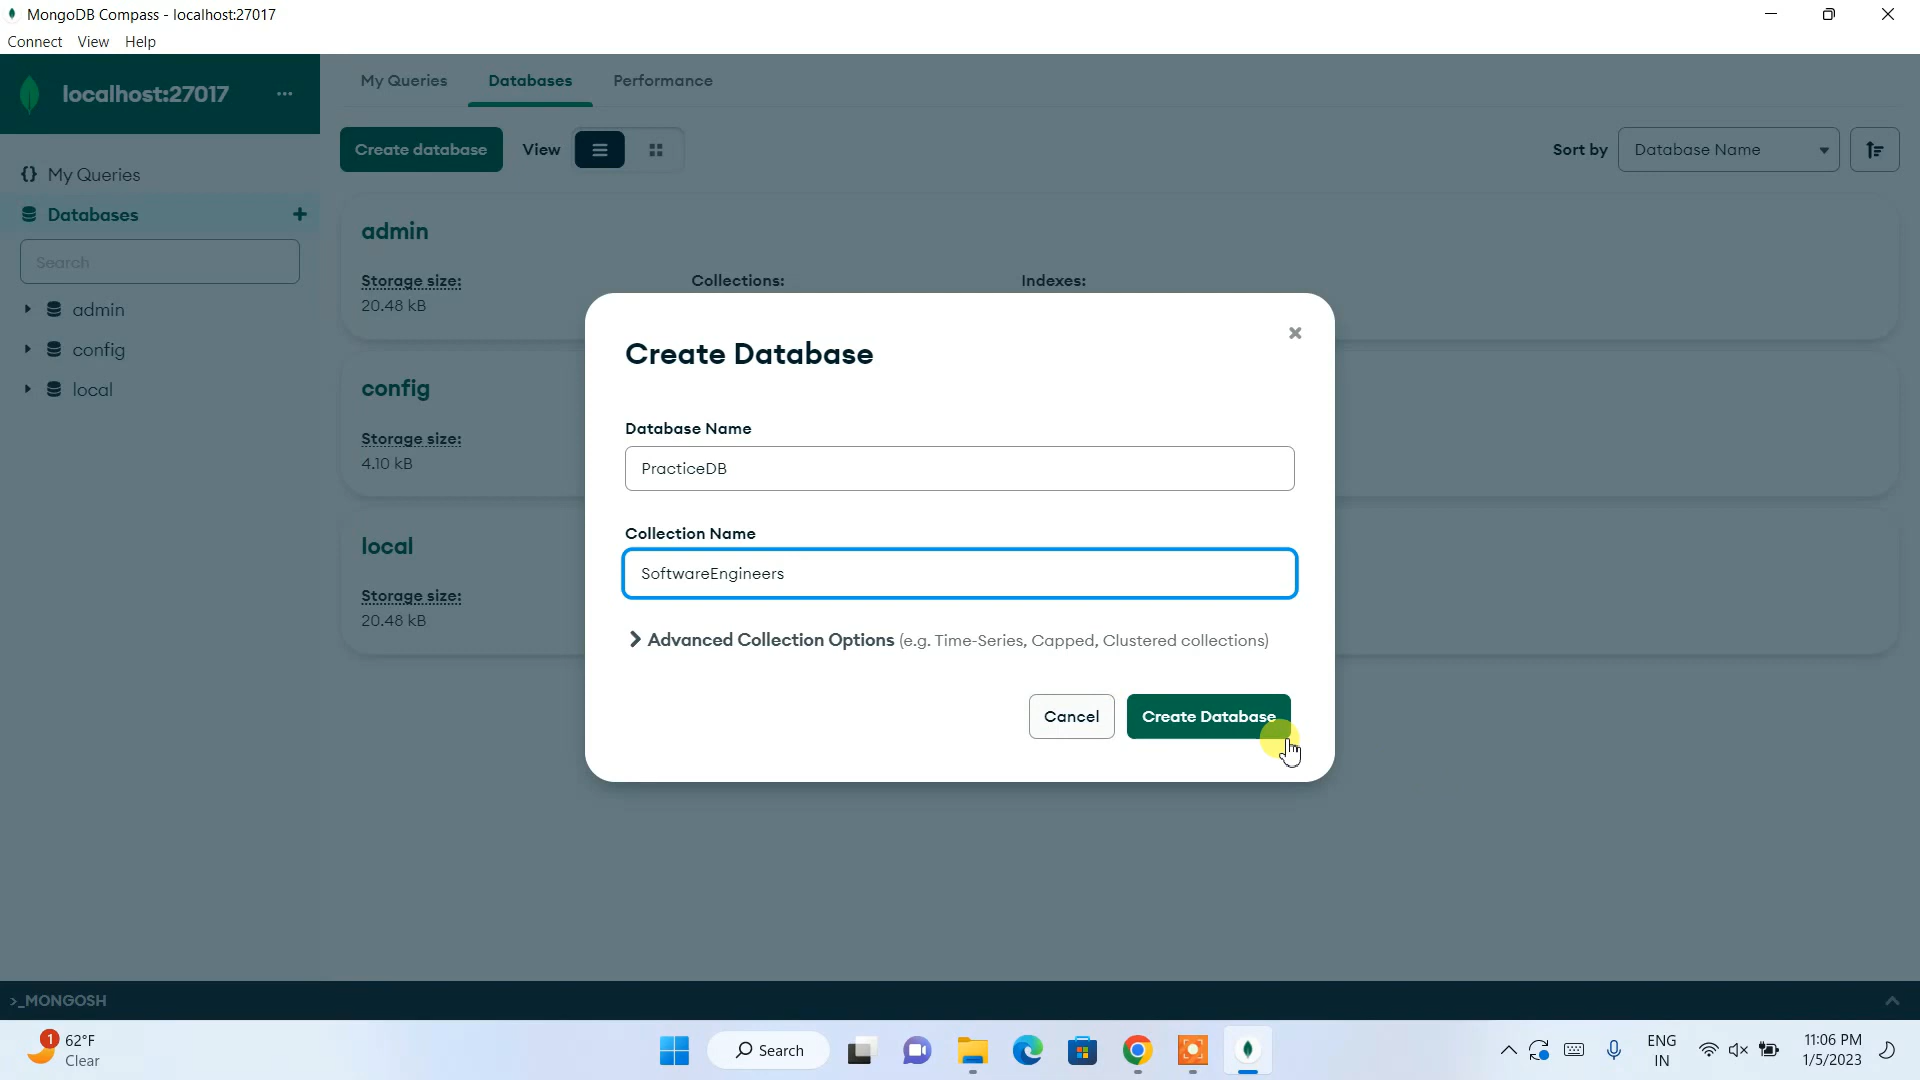 MongoDB Compass - localhost:27017
Connect View Help
localhost:27017 ...
My Queries Databases Performance
Create database View
Sort by Database Name
{} My Queries
Databases +
Search
admin
config
local
admin
Storage size: Collections: Indexes:
20.48 kB
config
Storage size:
4.10 kB
local
Storage size:
20.48 kB
Create Database
Database Name
PracticeDB
Collection Name
SoftwareEngineers
Advanced Collection Options (e.g. Time-Series, Capped, Clustered collections)
Cancel Create Database
>_MONGOSH
1 62°F
Clear
Search
ENG
IN
11:06 PM
1/5/2023